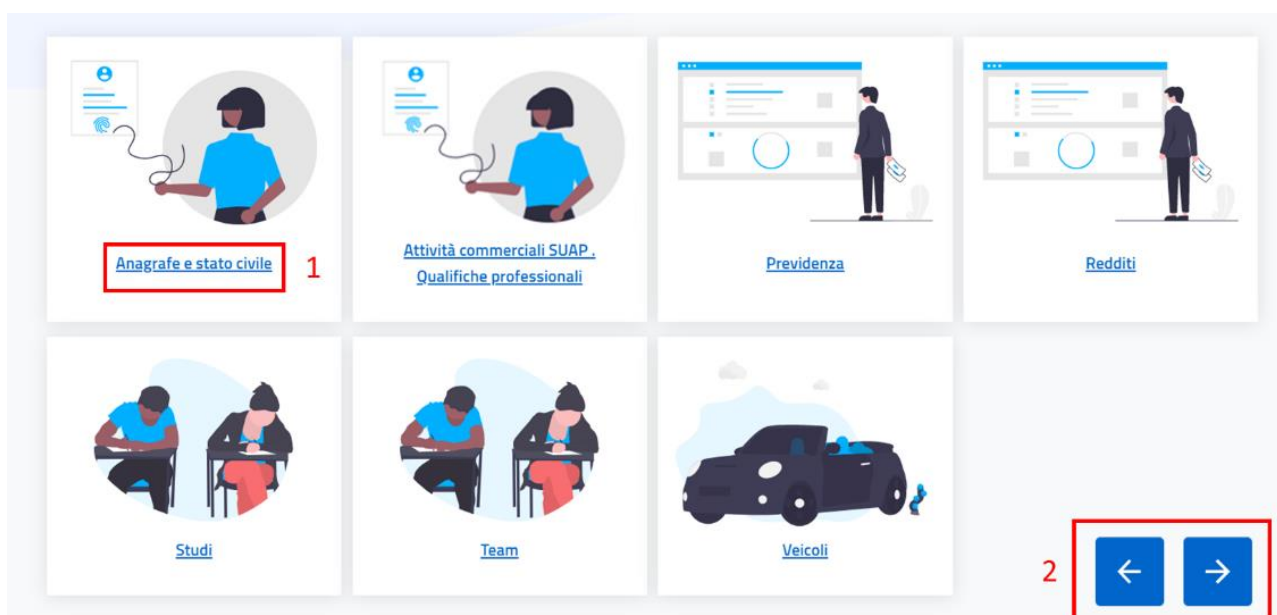 Anagrafe e stato civile
1
Attività commerciali SUAP .
Qualifiche professionali
Previdenza
Redditi
Studi
Team
Veicoli
2